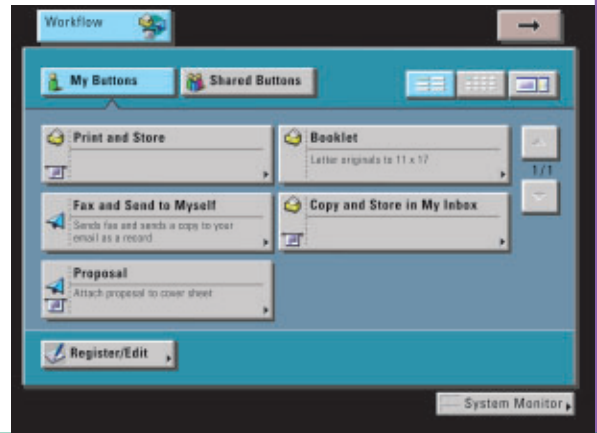 Workflow
My Buttons
Shared Buttons
Print and Store
Booklet
Letter originals to 11 x 17
1/1
Fax and Send to Myself
Sends fax and sends a copy to your
email as a record
Copy and Store in My Inbox
Proposal
Attach proposal to cover sheet
Register/Edit
System Monitor